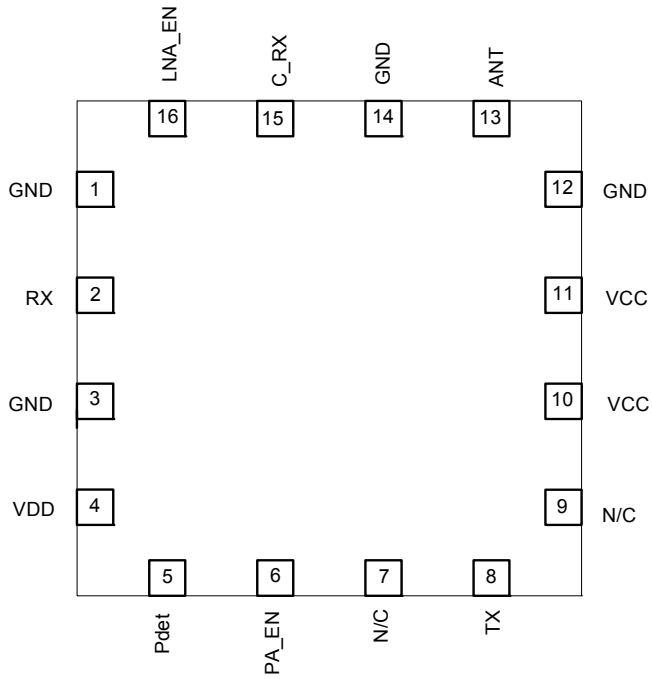 LNA_EN
C_RX
GND
ANT
16
15
14
13
GND
1
12
GND
RX
2
11
VCC
GND
3
10
VCC
VDD
4
9
N/C
5
6
7
8
Pdet
PA_EN
N/C
TX